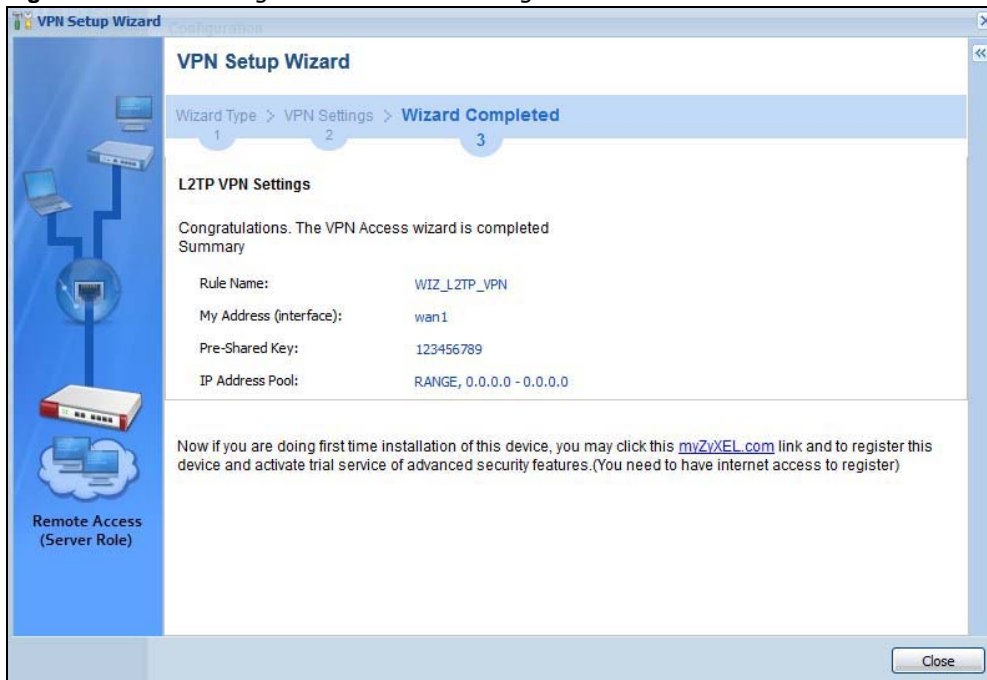 VPN Setup Wizard
Configuration
VPN Setup Wizard
Wizard Type > VPN Settings > Wizard Completed
1 2 3
L2TP VPN Settings
Congratulations. The VPN Access wizard is completed
Summary
Rule Name: WIZ_L2TP_VPN
My Address (interface): wan1
Pre-Shared Key: 123456789
IP Address Pool: RANGE, 0.0.0.0 - 0.0.0.0
Now if you are doing first time installation of this device, you may click this myZyXEL.com link and to register this
device and activate trial service of advanced security features.(You need to have internet access to register)
Remote Access
(Server Role)
Close